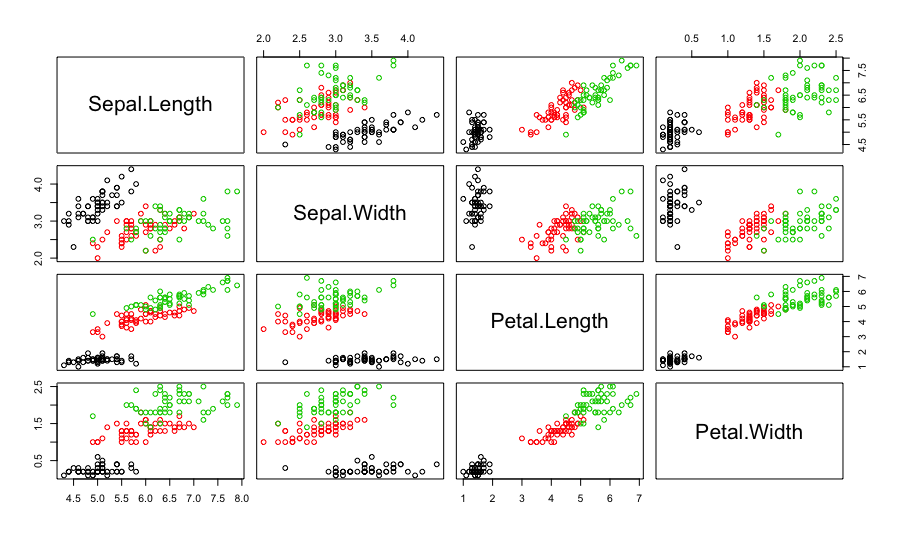 2.0 2.5 3.0 3.5 4.0
0.5 1.0 1.5 2.0 2.5
Sepal.Length
4.5 5.5 6.5 7.5
2.0 3.0 4.0
Sepal.Width
Petal.Length
1 2 3 4 5 6 7
0.5 1.5 2.5
Petal.Width
4.5 5.0 5.5 6.0 6.5 7.0 7.5 8.0
1 2 3 4 5 6 7